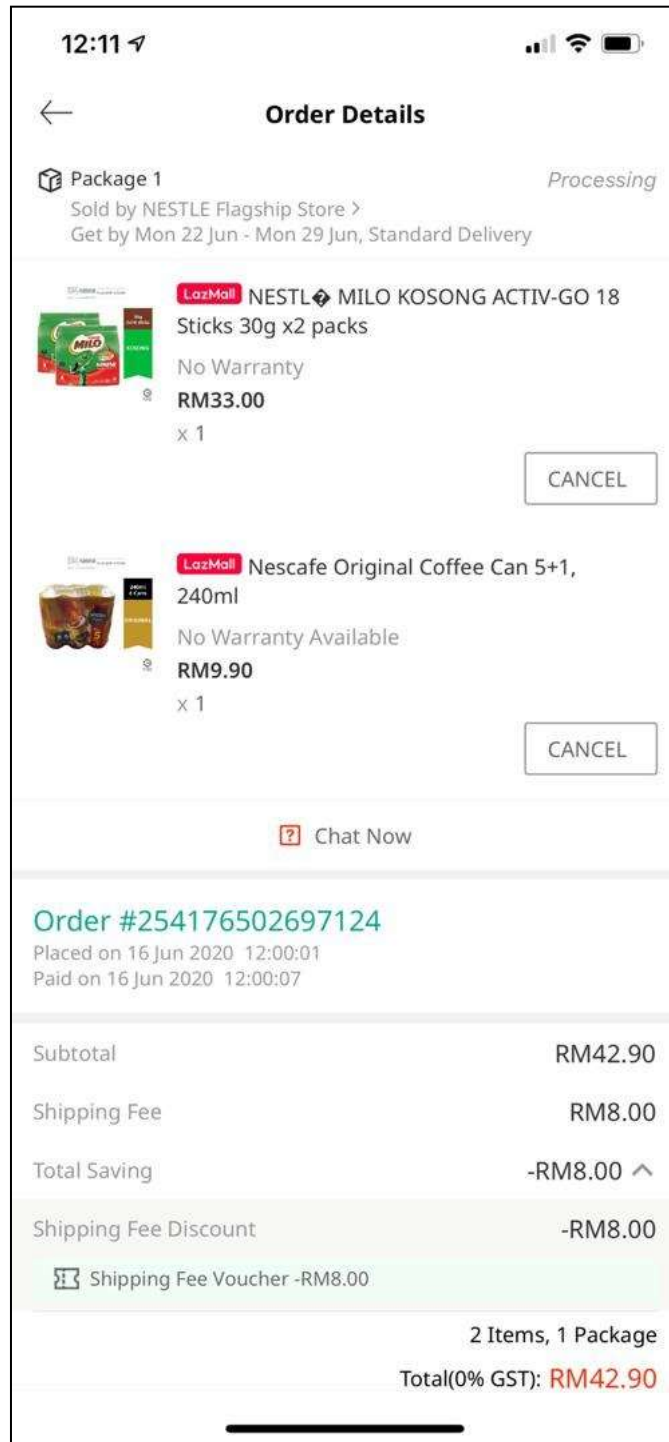 12:11
Order Details
Package 1 Processing
Sold by NESTLE Flagship Store >
Get by Mon 22 Jun - Mon 29 Jun, Standard Delivery
LazMall NESTL� MILO KOSONG ACTIV-GO 18
Sticks 30g x2 packs
MILO
KOSONG
No Warranty
RM33.00
x 1
CANCEL
LazMall Nescafe Original Coffee Can 5+1,
240ml
ORIGINAL
No Warranty Available
RM9.90
x 1
CANCEL
Chat Now
Order #254176502697124
Placed on 16 Jun 2020 12:00:01
Paid on 16 Jun 2020 12:00:07
Subtotal RM42.90
Shipping Fee RM8.00
Total Saving -RM8.00
Shipping Fee Discount -RM8.00
Shipping Fee Voucher -RM8.00
2 Items, 1 Package
Total(0% GST): RM42.90